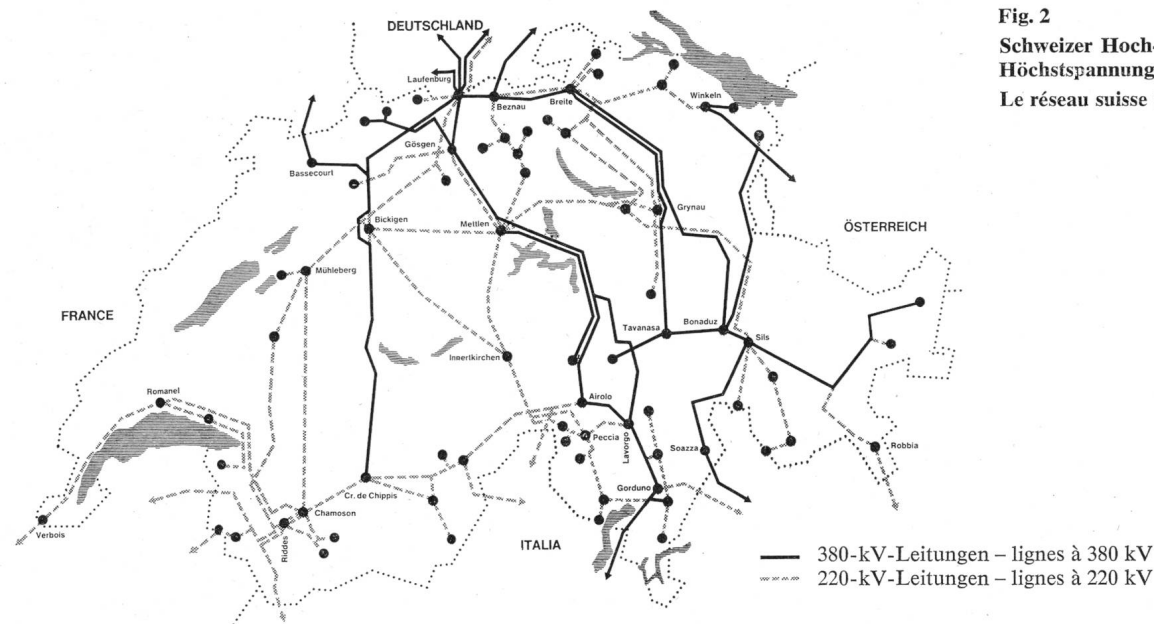 Fig. 2
Schweizer Hoch-
Höchstspannung
Le réseau suisse
DEUTSCHLAND
Laufenburg
Beznau
Breite
Winkeln
Gösgen
Bassecourt
Bickigen
Mettlen
Grynau
ÖSTERREICH
Mühleberg
FRANCE
Innertkirchen
Tavanasa
Bonaduz
Sils
Romanel
Airolo
Peccia
Lavorgo
Soazza
Robbia
Cr. de Chippis
Gorduno
Chamoson
Riddes
Verbois
ITALIA
380-kV-Leitungen – lignes à 380 kV
220-kV-Leitungen – lignes à 220 kV